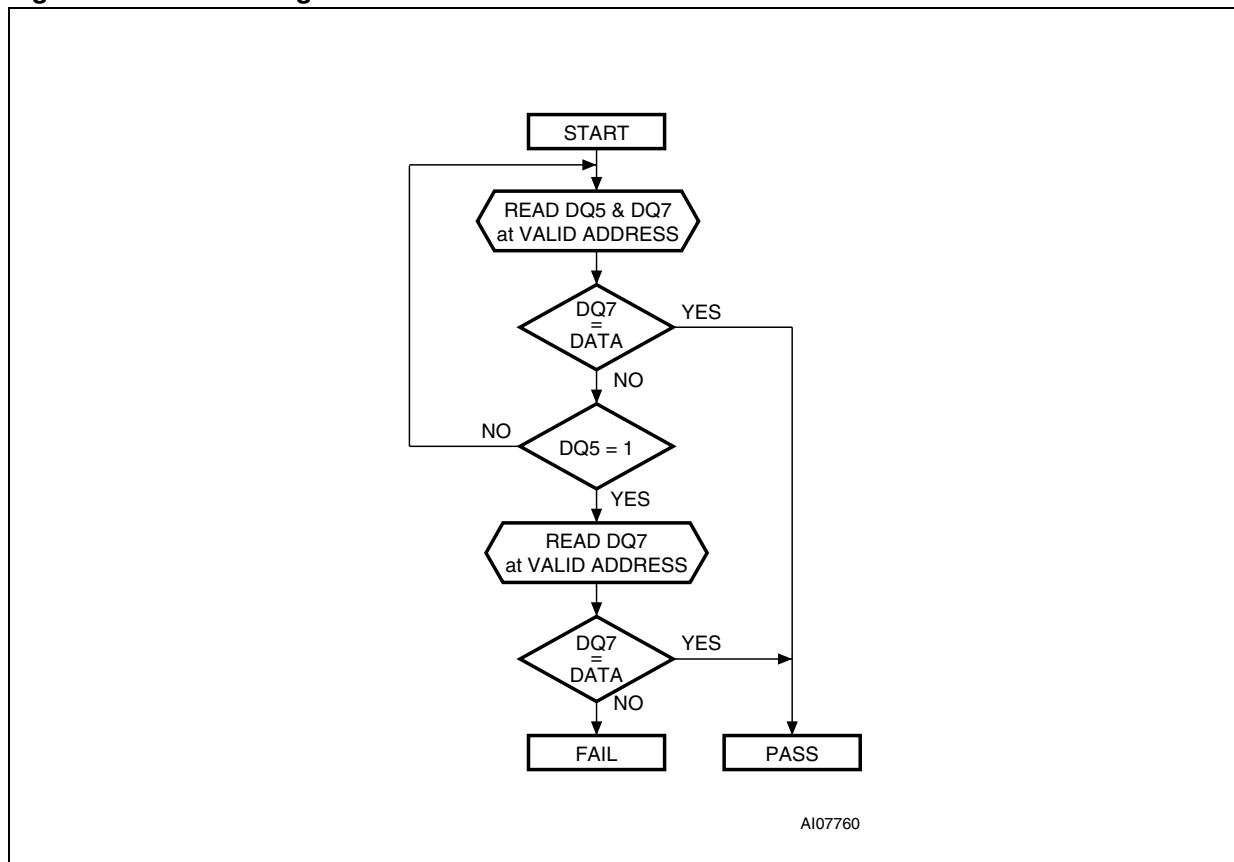 START
READ DQ5 & DQ7
at VALID ADDRESS
DQ7
=
DATA
YES
NO
DQ5 = 1
NO
YES
READ DQ7
at VALID ADDRESS
DQ7
=
DATA
YES
NO
FAIL
PASS
AI07760